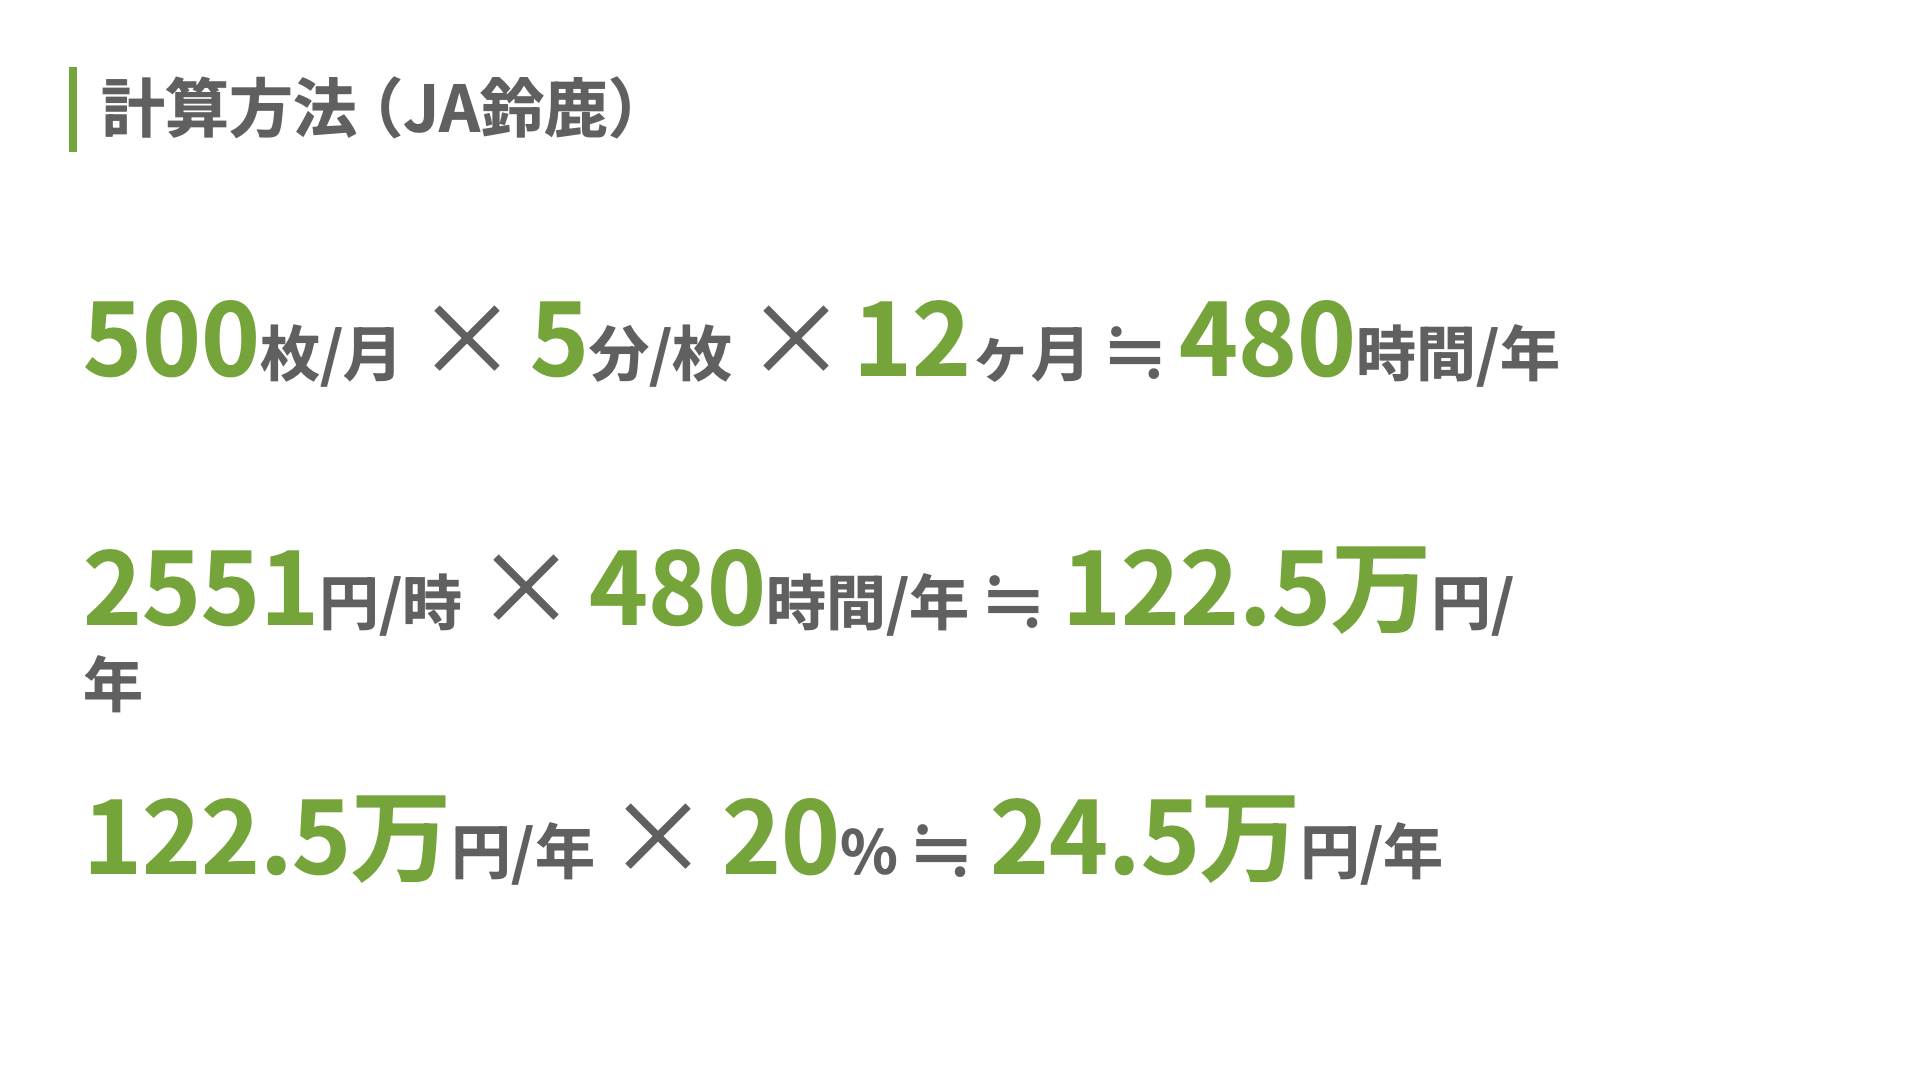 計算方法（JA鈴鹿）
500枚/月 × 5分/枚 × 12ヶ月≒480時間/年
2551円/時 × 480時間/年≒ 122.5万円/
年
122.5万円/年 × 20%≒ 24.5万円/年